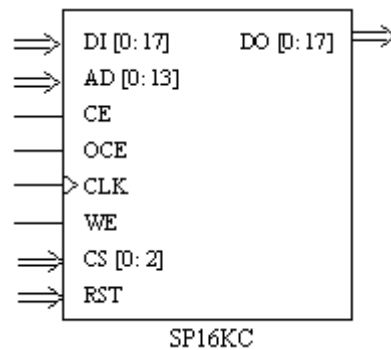 DI [0: 17] DO [0: 17]
AD [0: 13]
CE
OCE
CLK
WE
CS [0: 2]
RST
SP16KC